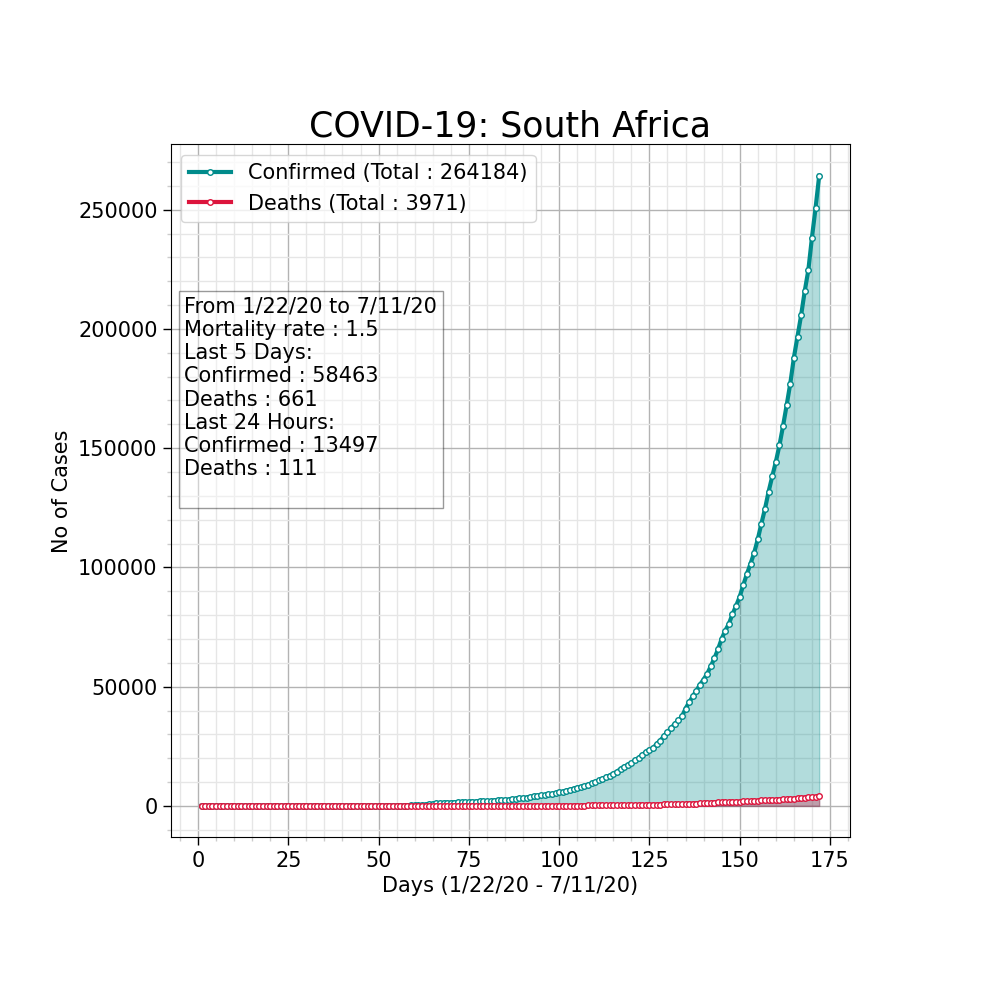 COVID-19: South Africa
Confirmed (Total : 264184)
Deaths (Total : 3971)
From 1/22/20 to 7/11/20
Mortality rate : 1.5
Last 5 Days:
Confirmed : 58463
Deaths : 661
Last 24 Hours:
Confirmed : 13497
Deaths : 111
No of Cases
250000
200000
150000
100000
50000
0
0 25 50 75 100 125 150 175
Days (1/22/20 - 7/11/20)